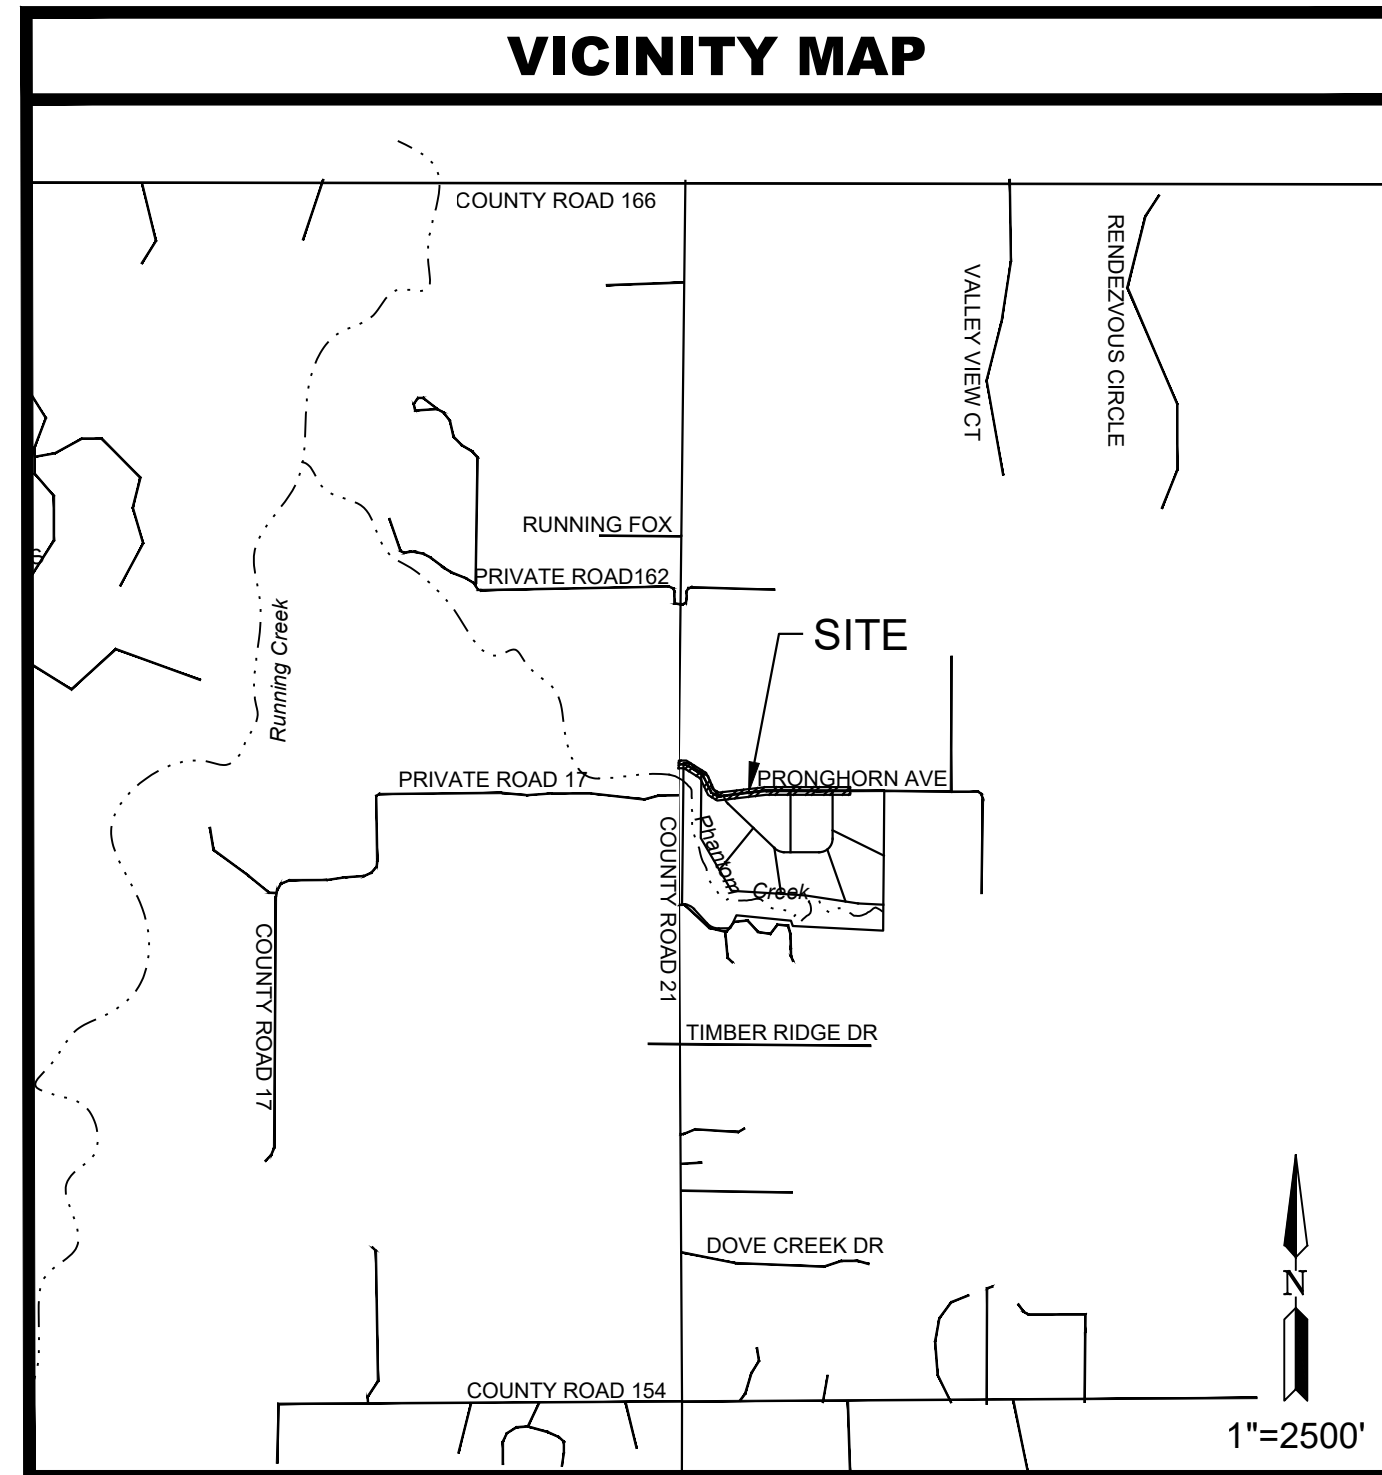 VICINITY MAP
COUNTY ROAD 166
RENDEZVOUS CIRCLE
VALLEY VIEW CT
RUNNING FOX
PRIVATE ROAD162
Running Creek
SITE
PRIVATE ROAD 17
PRONGHORN AVE
COUNTY ROAD 21
Phantom
Creek
COUNTY ROAD 17
TIMBER RIDGE DR
DOVE CREEK DR
N
COUNTY ROAD 154
1"=2500'